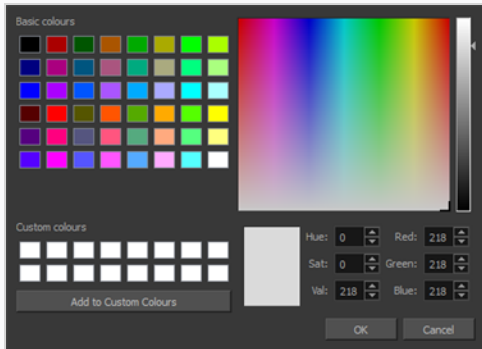 Basic colours
Custom colours
Add to Custom Colours
Hue: 0 Red: 218
Sat: 0 Green: 218
Val: 218 Blue: 218
OK Cancel